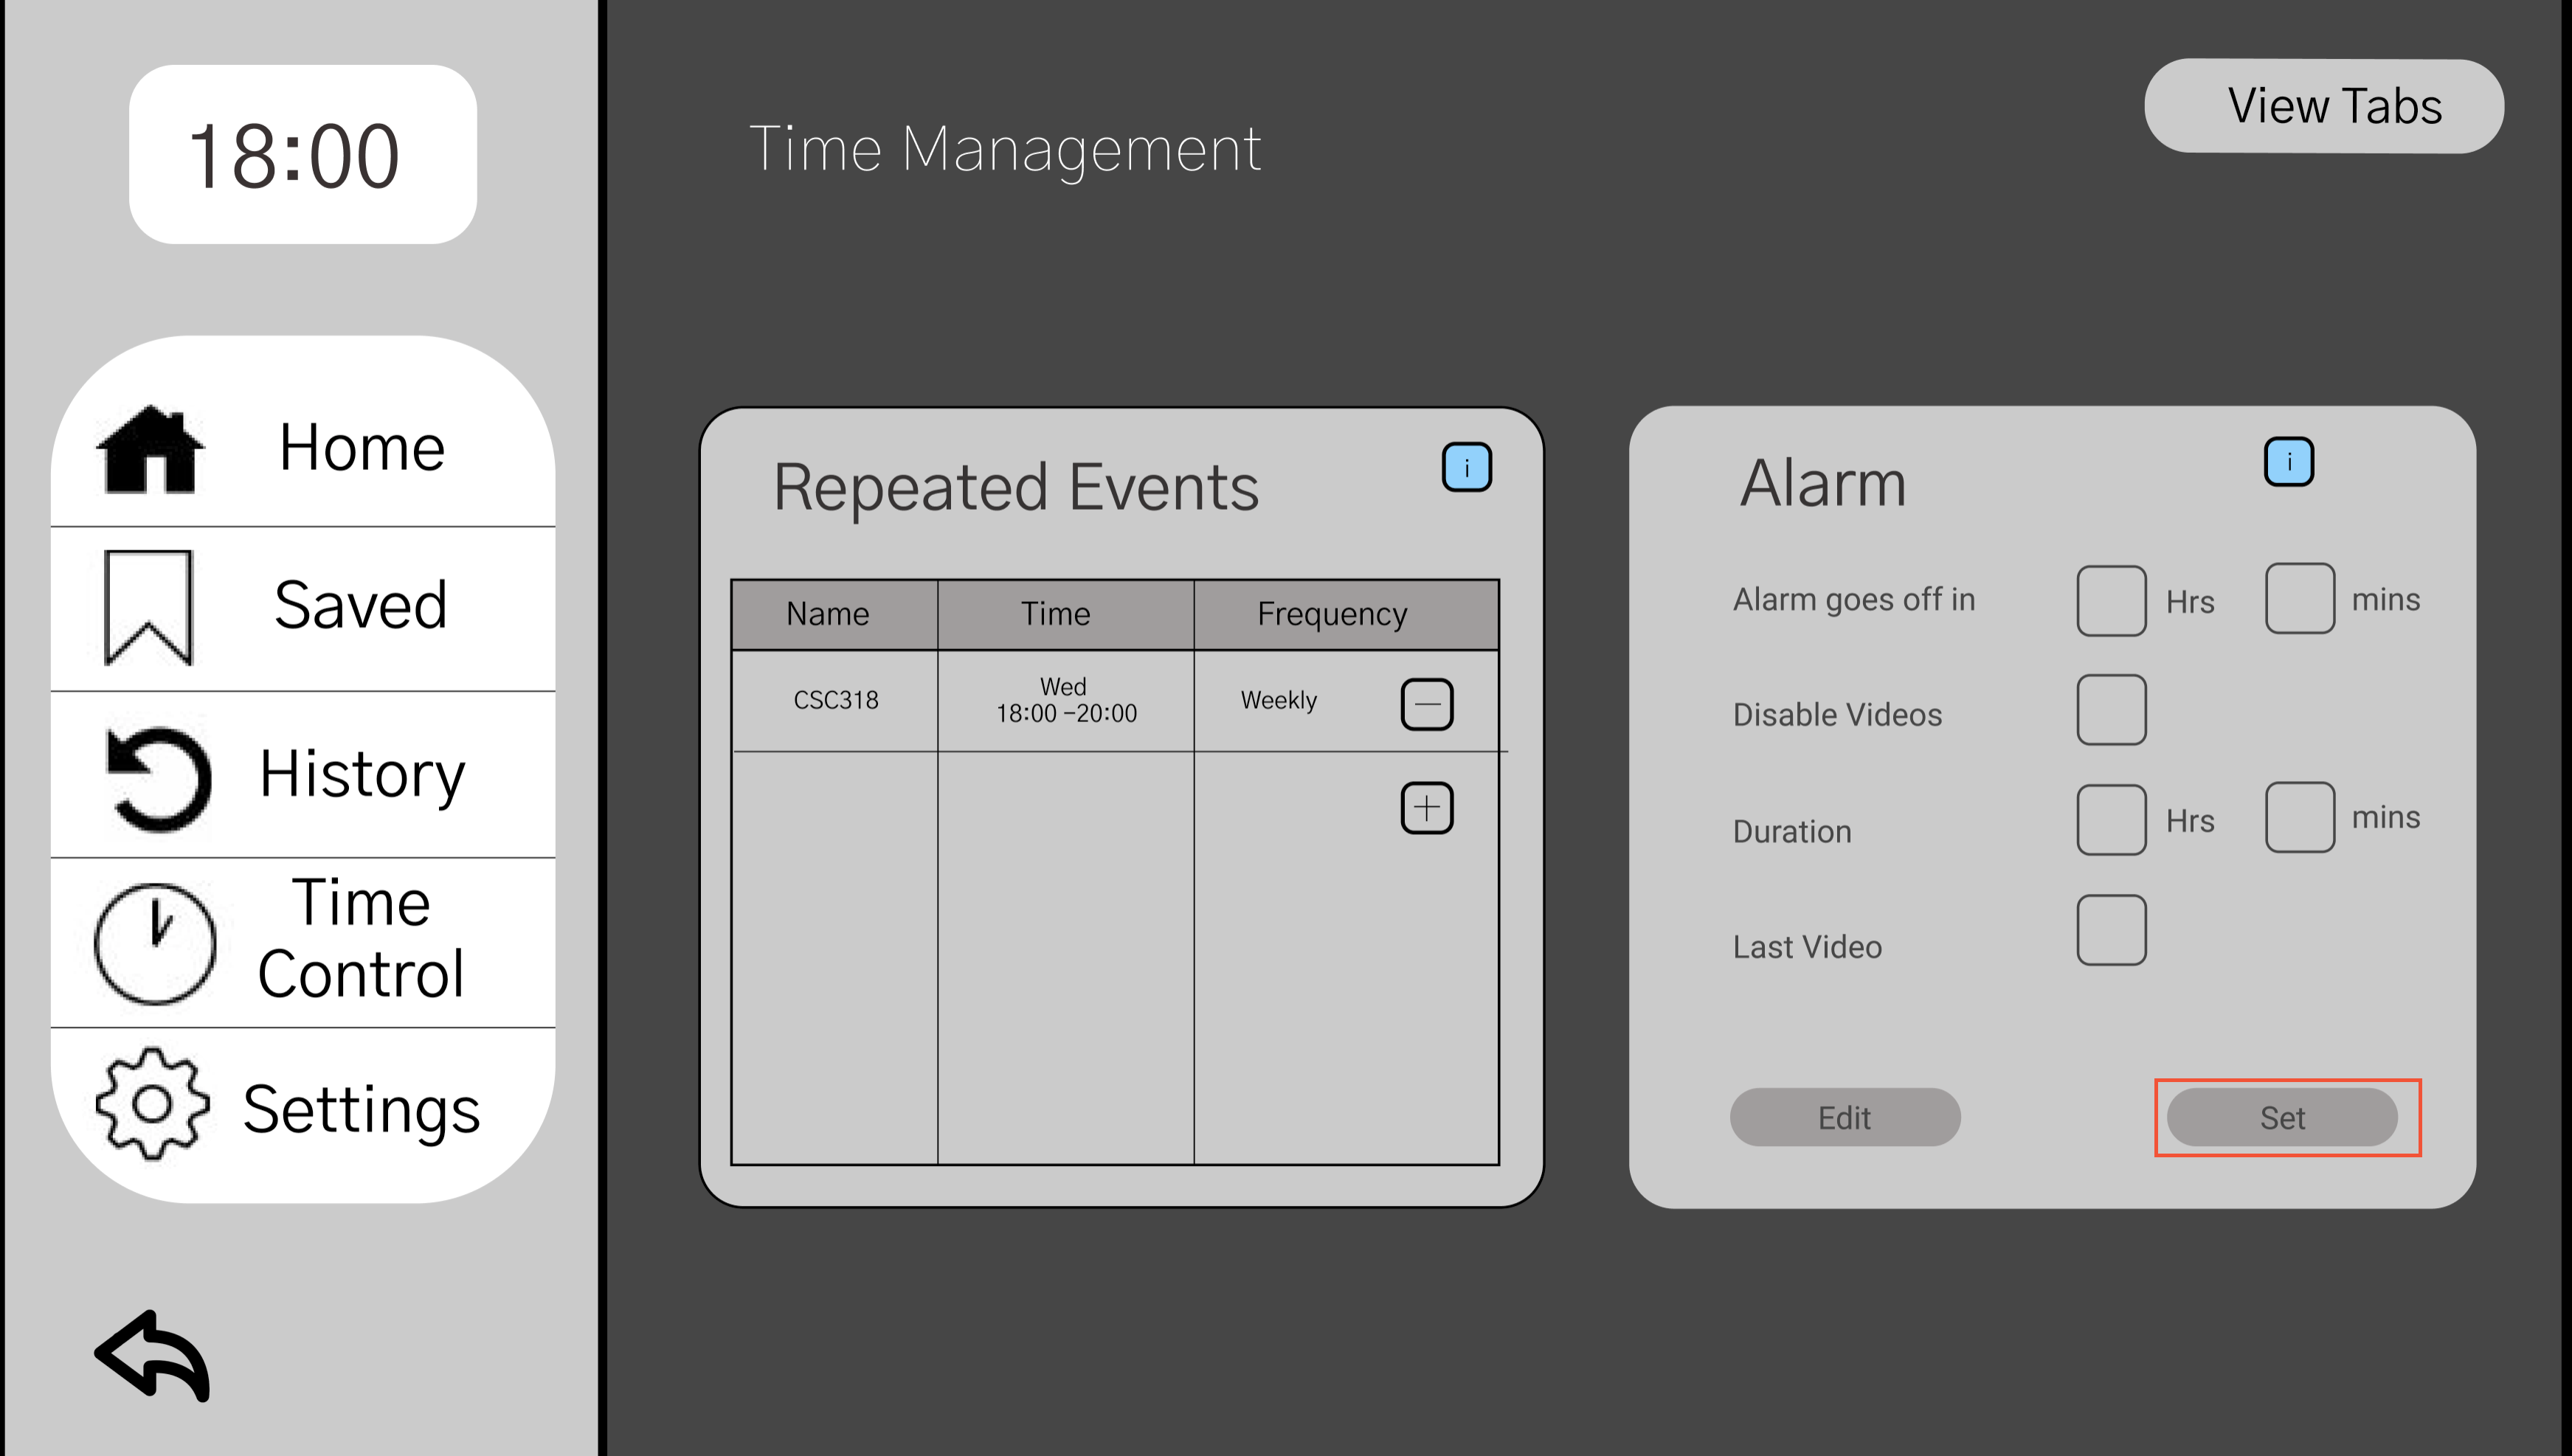 18:00
Home
Saved
History
Time
Control
Settings
Time Management
View Tabs
Repeated Events
i
Name Time Frequency
CSC318
Wed
18:00 -20:00
Weekly
Alarm
i
Alarm goes off in Hrs mins
Disable Videos
Duration Hrs mins
Last Video
Edit
Set